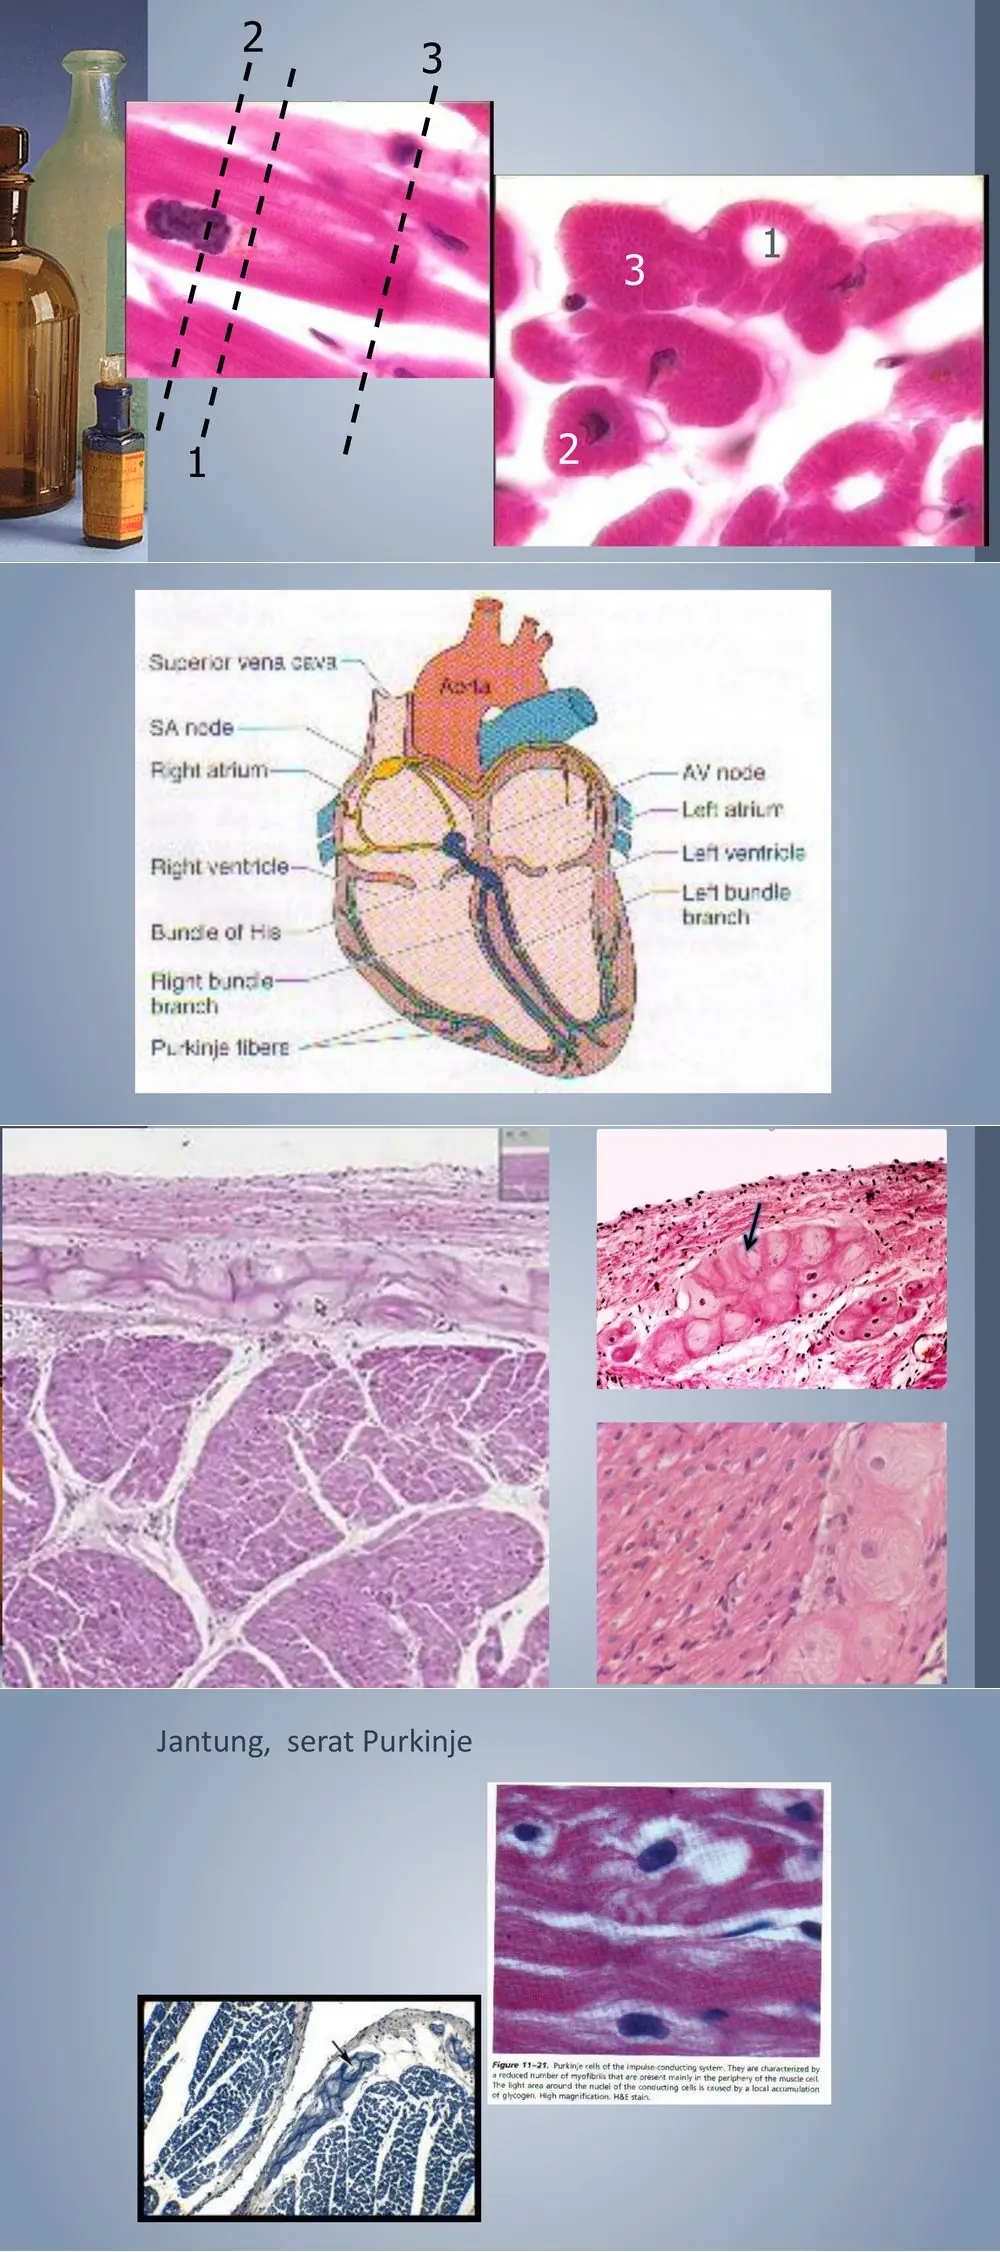 2
3
1
1
3
2
Superior vena cava
Aorta
SA node
Right atrium
AV node
Left atrium
Left ventricle
Right ventricle
Left bundle
branch
Bundle of His
Right bundle
branch
Purkinje fibers
Jantung, serat Purkinje
Figure 11–21. Purkinje cells of the impulse-conducting system. They are characterized by
a reduced number of myofibrils that are present mainly in the periphery of the muscle cell.
The light area around the nuclei of the conducting cells is caused by a local accumulation
of glycogen. High magnification. H&E stain.